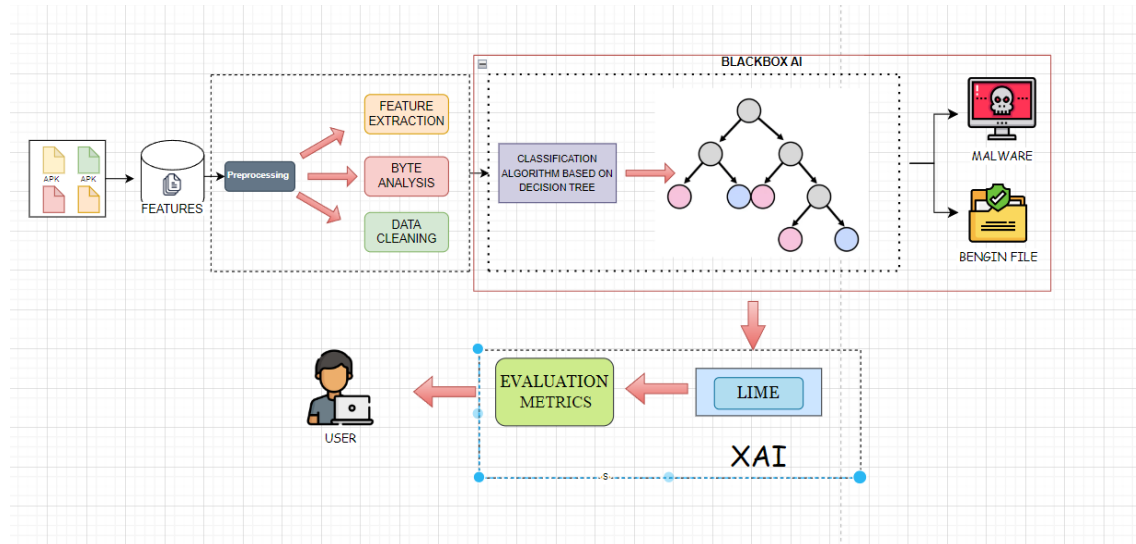 BLACKBOX AI
APK
APK
FEATURES
Preprocessing
FEATURE
EXTRACTION
BYTE
ANALYSIS
DATA
CLEANING
CLASSIFICATION
ALGORITHM BASED ON
DECISION TREE
MALWARE
BENGIN FILE
USER
EVALUATION
METRICS
LIME
XAI
S